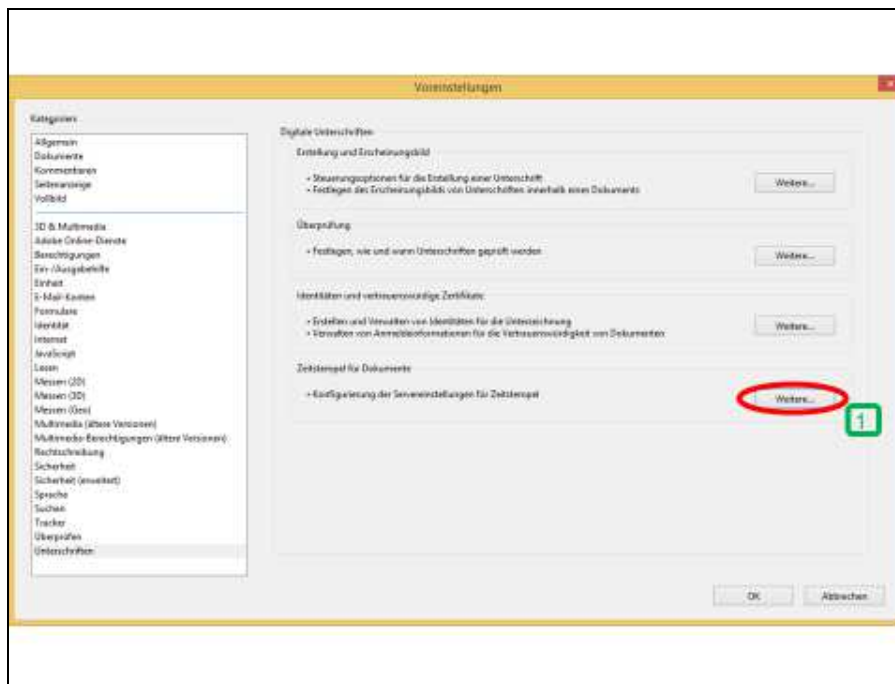 Voreinstellungen
Kategorien
Allgemein
Dokumente
Kommentare
Seitenanzeige
Vollbild
3D & Multimedia
Adobe Online-Dienste
Berechtigungen
Ein-/Ausgabehilfe
Einheit
E-Mail-Konten
Formulare
Identität
Internet
JavaScript
Lesen
Messen (2D)
Messen (3D)
Messen (Geo)
Multimedia (ältere Versionen)
Multimedia-Berechtigungen (ältere Versionen)
Rechtschreibung
Sicherheit
Sicherheit (erweitert)
Sprache
Suchen
Tracker
Überprüfen
Unterschriften
Digitale Unterschriften
Erstellung und Erscheinungsbild
• Steuerungsoptionen für die Erstellung einer Unterschrift
• Festlegen des Erscheinungsbilds von Unterschriften innerhalb eines Dokuments
Weitere...
Überprüfung
• Festlegen, wie und wann Unterschriften geprüft werden
Weitere...
Identitäten und vertrauenswürdige Zertifikate
• Erstellen und Verwalten von Identitäten für die Unterzeichnung
• Verwalten von Anmeldeinformationen für die Vertrauenswürdigkeit von Dokumenten
Weitere...
Zeitstempel für Dokumente
• Konfigurierung der Servereinstellungen für Zeitstempel
Weitere...
1
OK
Abbrechen